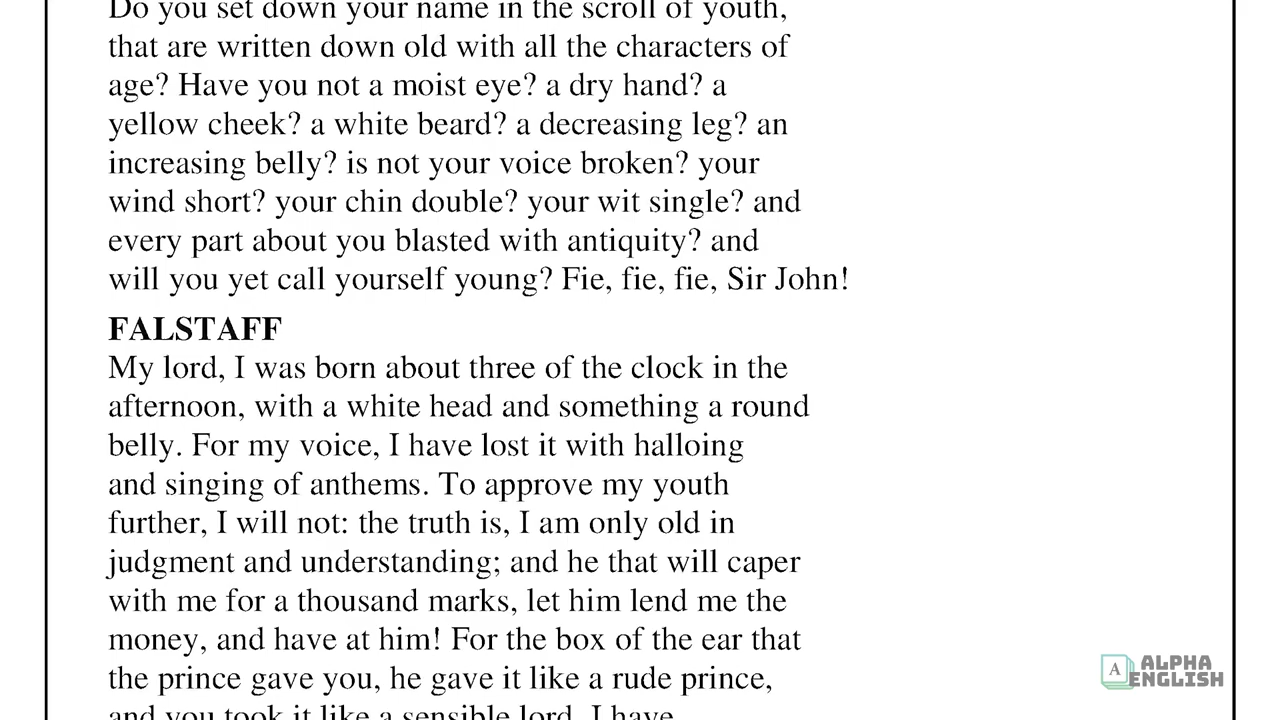 Do you set down your name in the scroll of youth,
that are written down old with all the characters of
age? Have you not a moist eye? a dry hand? a
yellow cheek? a white beard? a decreasing leg? an
increasing belly? is not your voice broken? your
wind short? your chin double? your wit single? and
every part about you blasted with antiquity? and
will you yet call yourself young? Fie, fie, fie, Sir John!
FALSTAFF
My lord, I was born about three of the clock in the
afternoon, with a white head and something a round
belly. For my voice, I have lost it with halloing
and singing of anthems. To approve my youth
further, I will not: the truth is, I am only old in
judgment and understanding; and he that will caper
with me for a thousand marks, let him lend me the
money, and have at him! For the box of the ear that
the prince gave you, he gave it like a rude prince,
and you took it like a sensible lord. I have
A ALPHA
ENGLISH